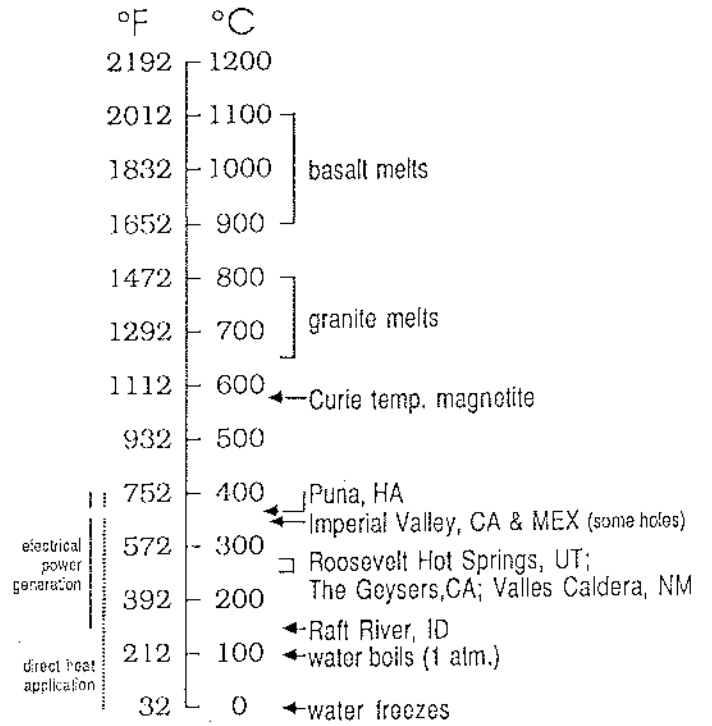 °F °C
2192 1200
2012 1100
basalt melts
1832 1000
1652 900
1472 800
granite melts
1292 700
1112 600
Curie temp. magnetite
932 500
752 400
Puna, HA
Imperial Valley, CA & MEX (some holes)
electrical
power
generation
572 300
Roosevelt Hot Springs, UT;
The Geysers,CA; Valles Caldera, NM
392 200
Raft River, ID
212 100
water boils (1 atm.)
direct heat
application
32 0
water freezes